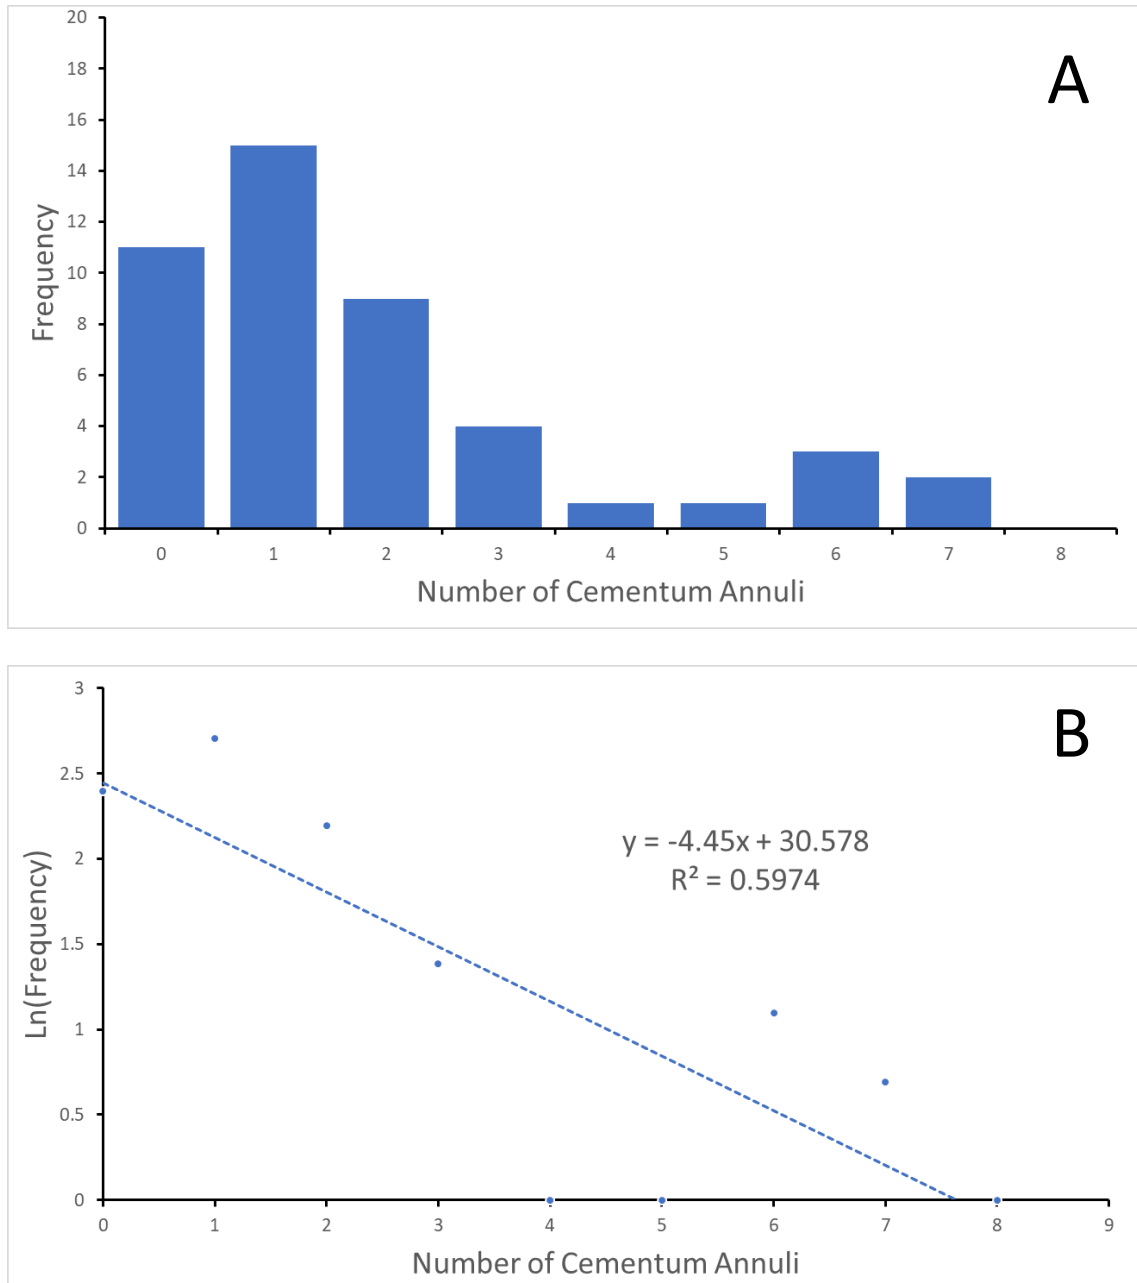 A
20
18
16
14
12
10
8
6
4
2
0
Frequency
0 1 2 3 4 5 6 7 8
Number of Cementum Annuli
B
3
2.5
2
1.5
1
0.5
0
Ln(Frequency)
y = -4.45x + 30.578
R² = 0.5974
0 1 2 3 4 5 6 7 8 9
Number of Cementum Annuli